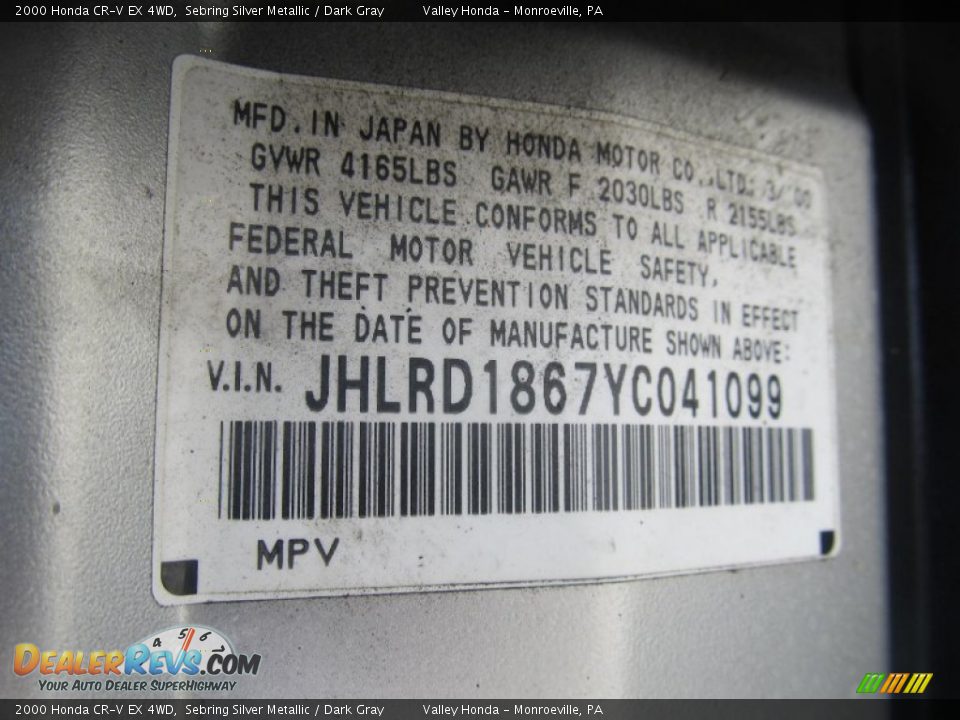 2000 Honda CR-V EX 4WD, Sebring Silver Metallic / Dark Gray Valley Honda - Monroeville, PA
MFD. IN JAPAN BY HONDA MOTOR CO.,LTD. 3/'00
GVWR 4165LBS GAWR F 2030LBS R 2155LBS
THIS VEHICLE CONFORMS TO ALL APPLICABLE
FEDERAL MOTOR VEHICLE SAFETY,
AND THEFT PREVENTION STANDARDS IN EFFECT
ON THE DATE OF MANUFACTURE SHOWN ABOVE:
V.I.N. JHLRD1867YC041099
MPV
4 5 6
DealerRevs.com
Your Auto Dealer SuperHighway
2000 Honda CR-V EX 4WD, Sebring Silver Metallic / Dark Gray Valley Honda - Monroeville, PA